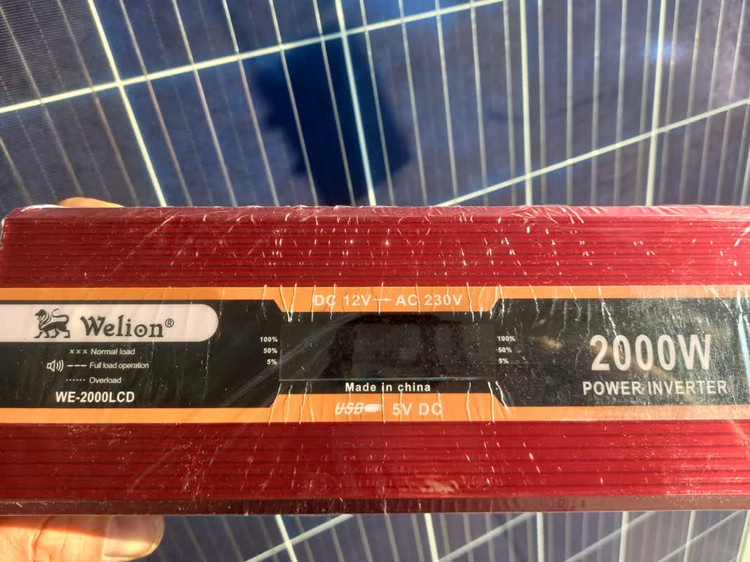 DC 12V→AC 230V
Welion®
××× Normal load
--- Full load operation
...... Overload
WE-2000LCD
100%
50%
5%
100%
50%
5%
Made in china
USB 5V DC
2000W
POWER INVERTER